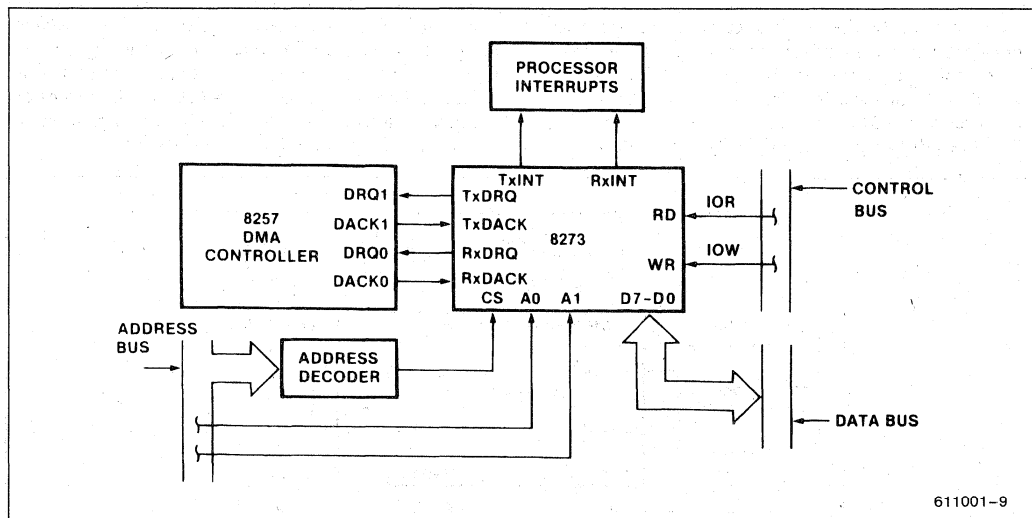 PROCESSOR
INTERRUPTS
TxINT
RxINT
8257
DMA
CONTROLLER
DRQ1
DACK1
DRQ0
DACK0
TxDRQ
TxDACK
RxDRQ
RxDACK
8273
RD
WR
CS
A0
A1
D7-D0
IOR
IOW
CONTROL
BUS
ADDRESS
BUS
ADDRESS
DECODER
DATA BUS
611001-9